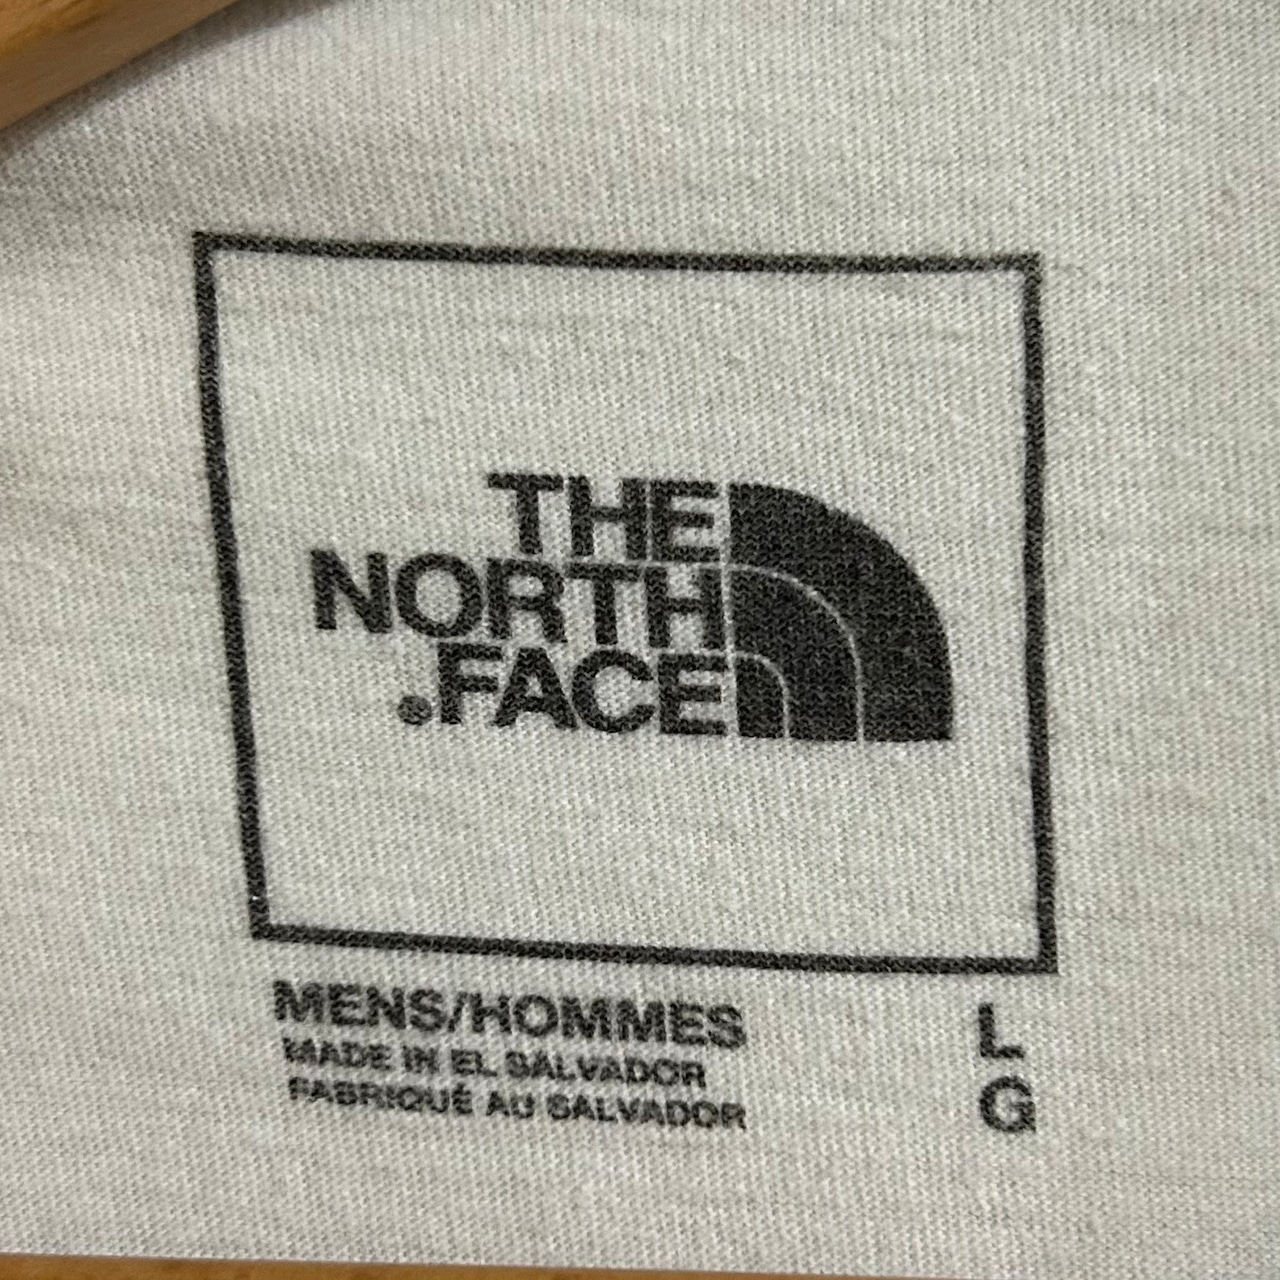 THE
NORTH
FACE
MENS/HOMMES L
MADE IN EL SALVADOR
FABRIQUÉ AU SALVADOR G